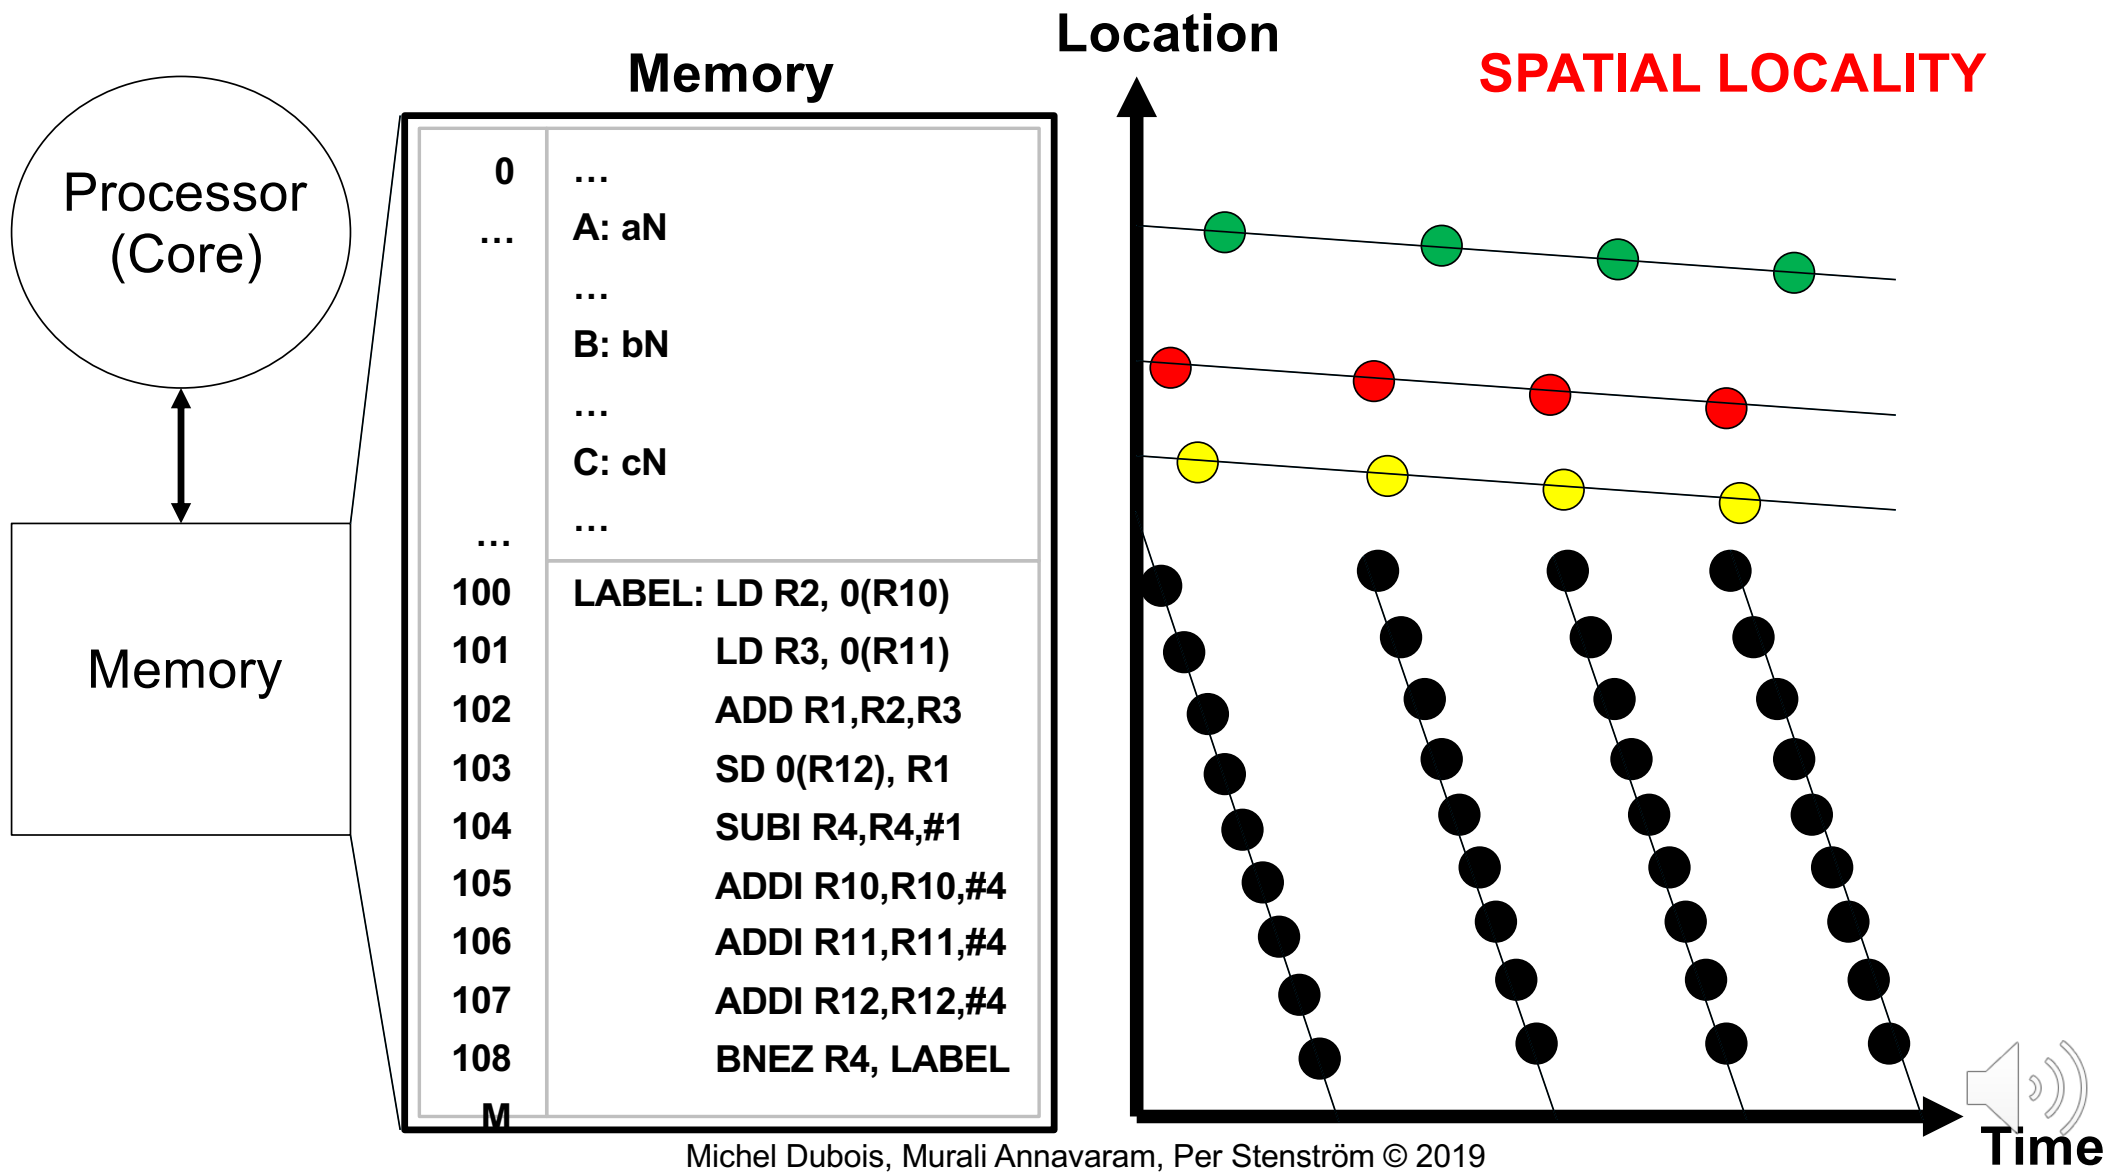 Location
Memory
SPATIAL LOCALITY
Processor
(Core)
Memory
0 …
… A: aN
…
B: bN
…
C: cN
…
…
100 LABEL: LD R2, 0(R10)
101 LD R3, 0(R11)
102 ADD R1,R2,R3
103 SD 0(R12), R1
104 SUBI R4,R4,#1
105 ADDI R10,R10,#4
106 ADDI R11,R11,#4
107 ADDI R12,R12,#4
108 BNEZ R4, LABEL
M
Time
Michel Dubois, Murali Annavaram, Per Stenström © 2019